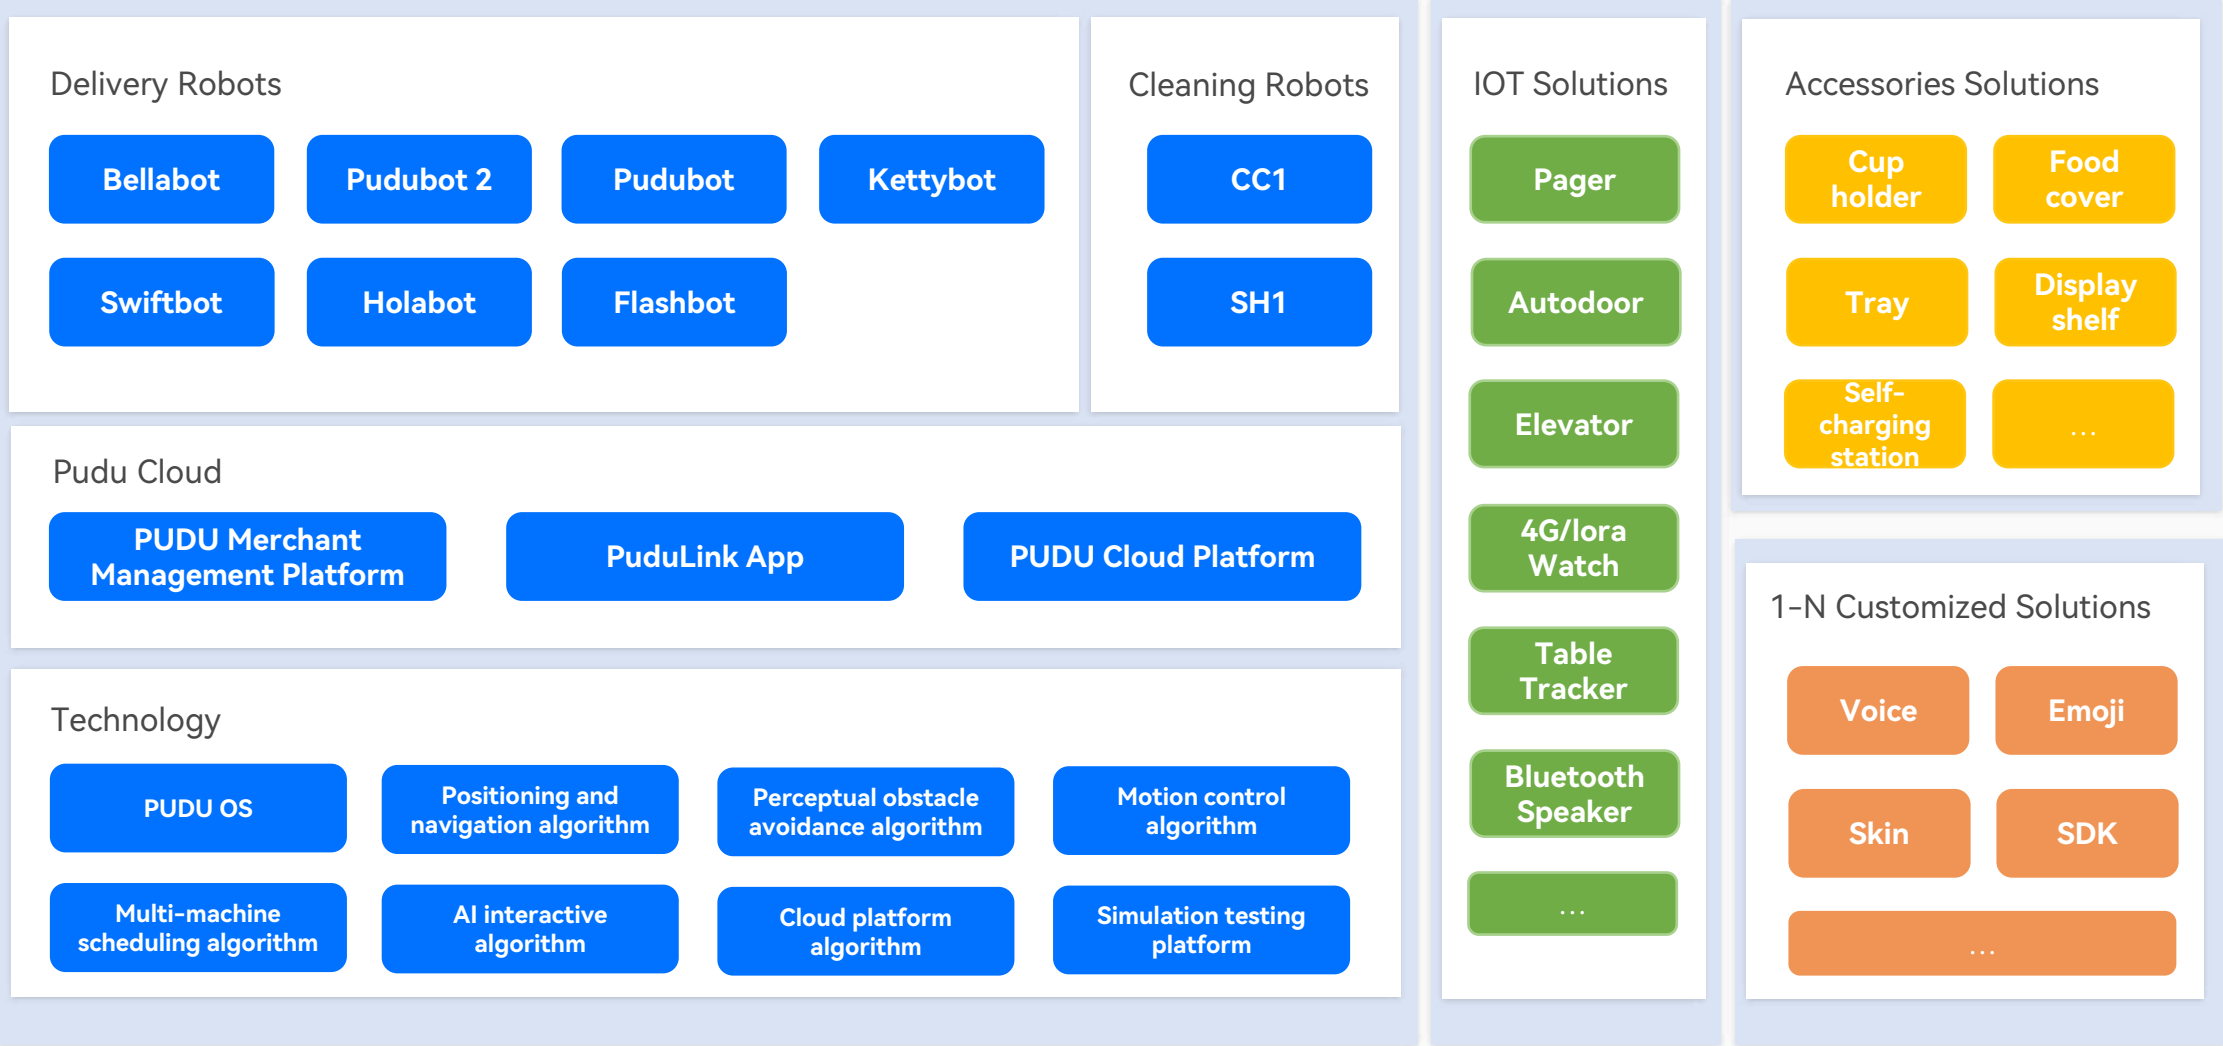 Delivery Robots
Bellabot
Pudubot 2
Pudubot
Kettybot
Swiftbot
Holabot
Flashbot
Cleaning Robots
CC1
SH1
Pudu Cloud
PUDU Merchant
Management Platform
PuduLink App
PUDU Cloud Platform
Technology
PUDU OS
Positioning and
navigation algorithm
Perceptual obstacle
avoidance algorithm
Motion control
algorithm
Multi-machine
scheduling algorithm
AI interactive
algorithm
Cloud platform
algorithm
Simulation testing
platform
IOT Solutions
Pager
Autodoor
Elevator
4G/lora
Watch
Table
Tracker
Bluetooth
Speaker
...
Accessories Solutions
Cup
holder
Food
cover
Tray
Display
shelf
Self-
charging
station
...
1-N Customized Solutions
Voice
Emoji
Skin
SDK
...